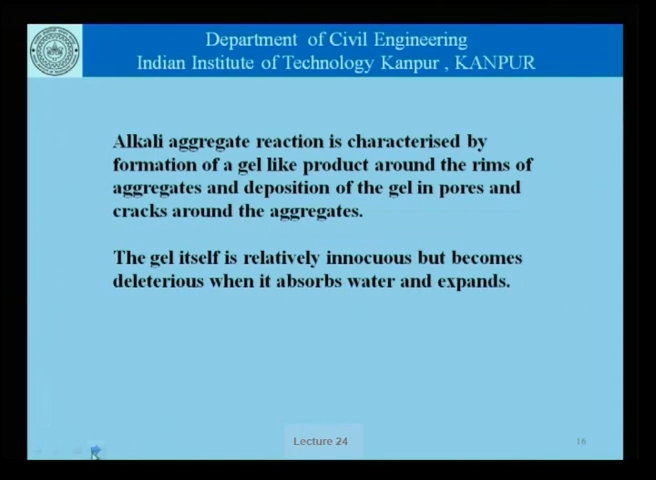 Department of Civil Engineering
Indian Institute of Technology Kanpur , KANPUR
Alkali aggregate reaction is characterised by
formation of a gel like product around the rims of
aggregates and deposition of the gel in pores and
cracks around the aggregates.
The gel itself is relatively innocuous but becomes
deleterious when it absorbs water and expands.
Lecture 24
16